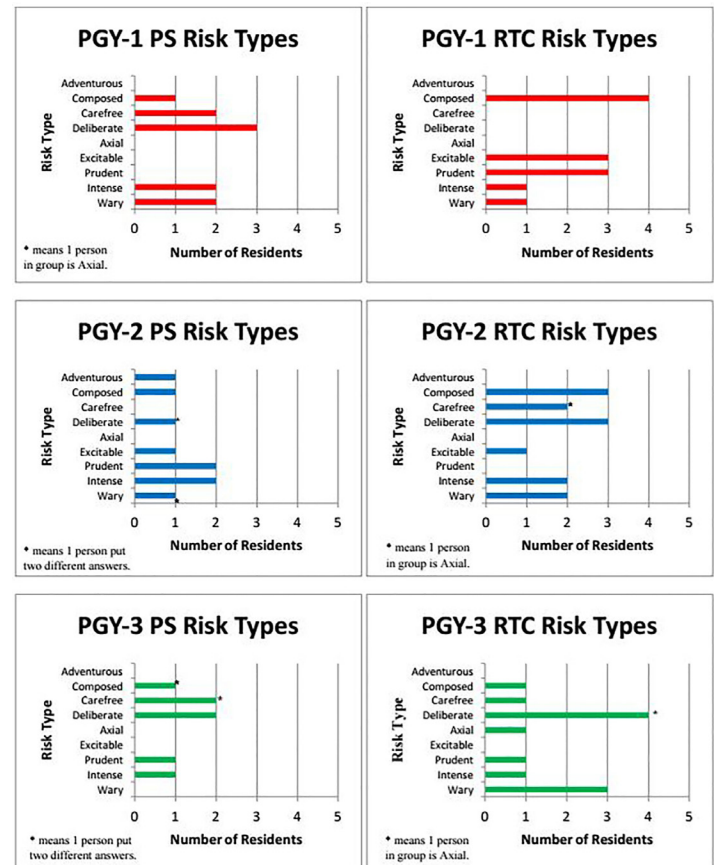 PGY-1 PS Risk Types
Risk Type
Adventurous
Composed
Carefree
Deliberate
Axial
Excitable
Prudent
Intense
Wary
0 1 2 3 4 5
Number of Residents
* means 1 person
in group is Axial.
PGY-1 RTC Risk Types
Risk Type
Adventurous
Composed
Carefree
Deliberate
Axial
Excitable
Prudent
Intense
Wary
0 1 2 3 4 5
Number of Residents
PGY-2 PS Risk Types
Risk Type
Adventurous
Composed
Carefree
Deliberate *
Axial
Excitable
Prudent
Intense
Wary *
0 1 2 3 4 5
Number of Residents
* means 1 person put
two different answers.
PGY-2 RTC Risk Types
Risk Type
Adventurous
Composed
Carefree *
Deliberate
Axial
Excitable
Prudent
Intense
Wary
0 1 2 3 4 5
Number of Residents
* means 1 person
in group is Axial.
PGY-3 PS Risk Types
Risk Type
Adventurous
Composed *
Carefree *
Deliberate
Axial
Excitable
Prudent
Intense
Wary
0 1 2 3 4 5
Number of Residents
* means 1 person put
two different answers.
PGY-3 RTC Risk Types
Risk Type
Adventurous
Composed
Carefree
Deliberate *
Axial
Excitable
Prudent
Intense
Wary
0 1 2 3 4 5
Number of Residents
* means 1 person
in group is Axial.